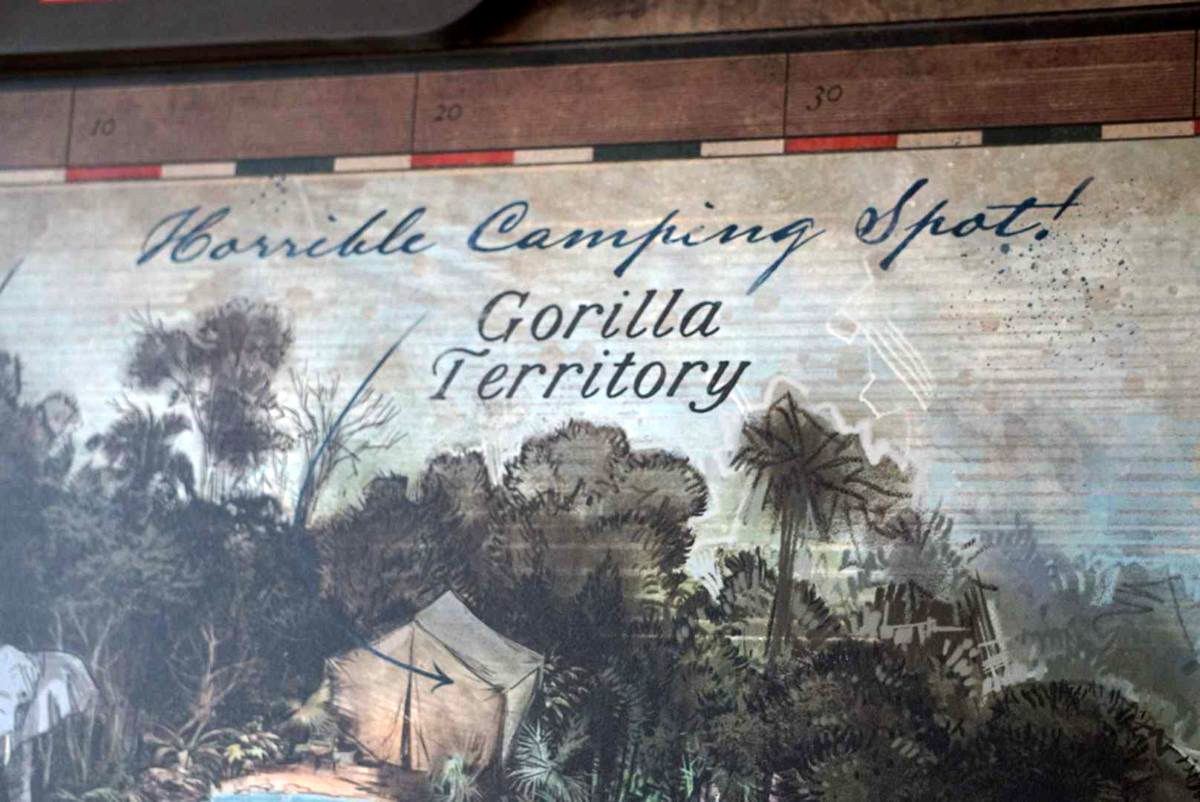 10 20 30
Horrible Camping Spot!
Gorilla
Territory